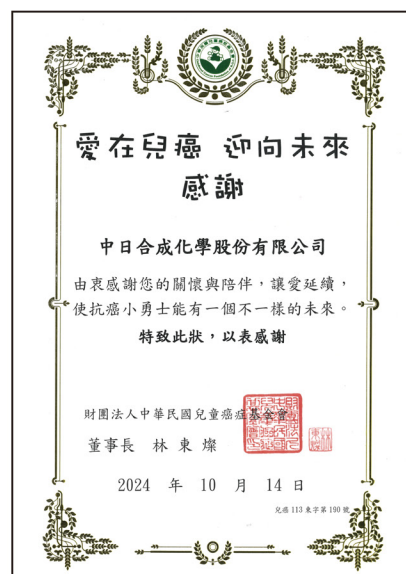 愛在兒癌 迎向未來
感謝
中日合成化學股份有限公司
由衷感謝您的關懷與陪伴，讓愛延續，
使抗癌小勇士能有一個不一樣的未來。
特致此狀，以表感謝
財團法人中華民國兒童癌症基金會
董事長 林東燦
2024 年 10 月 14 日
兒癌 113 東字第 190 號